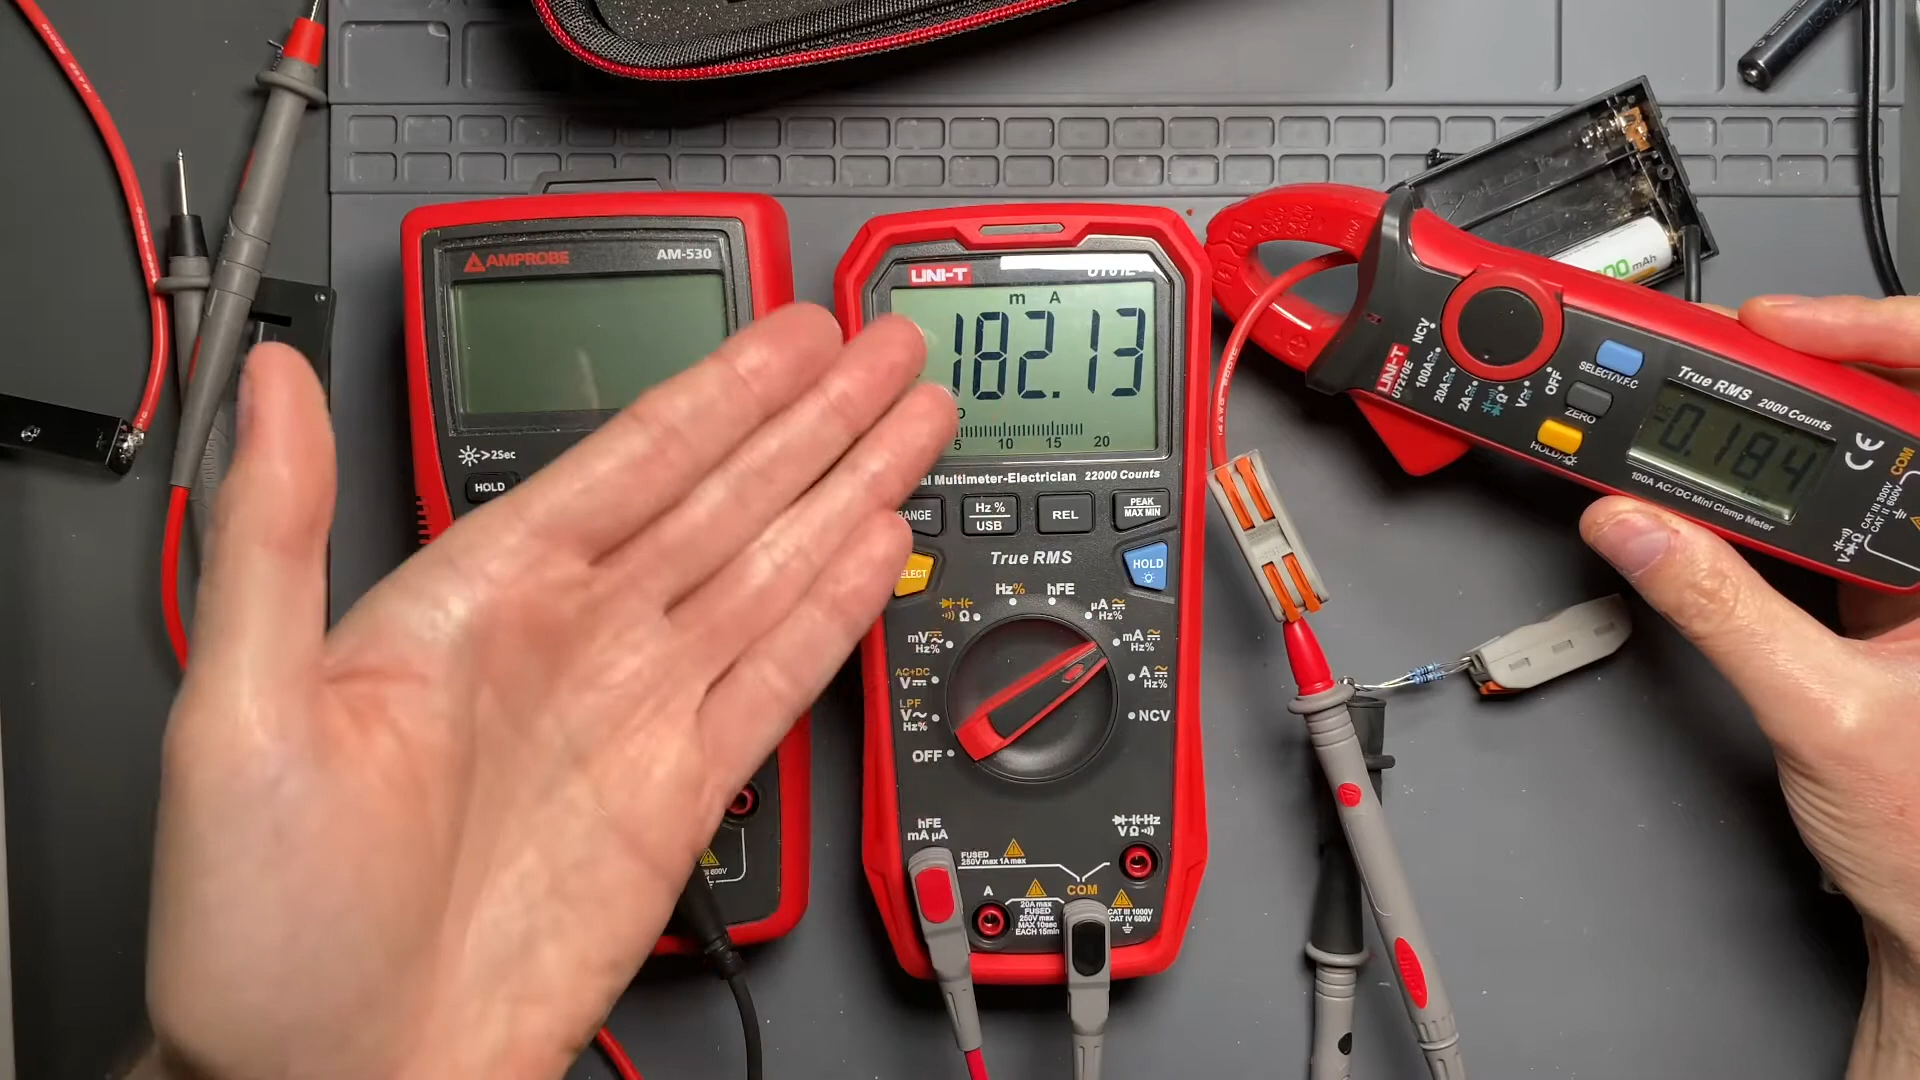 AMPROBE
AM-530
>2Sec
HOLD
UNI-T
m A
182.13
5 10 15 20
al Multimeter-Electrician 22000 Counts
RANGE
Hz %
USB
REL
PEAK
MAX MIN
True RMS
HOLD
Hz% hFE
µA
Hz%
mA
Hz%
A
Hz%
NCV
Ω
mV
Hz%
AC+DC
V
LPF
V~
Hz%
OFF
hFE
mA µA
FUSED
250V max 1A max
Hz
V Ω
A
COM
20A max
FUSED
250V max
MAX 10sec
EACH 15min
CAT III 1000V
CAT IV 600V
UNI-T
UT210E
NCV
100A
20A
2A
Ω
V
OFF
SELECT/V.F.C
ZERO
HOLD
True RMS 2000 Counts
-0.184
100A AC/DC Mini Clamp Meter
COM
CAT III 300V
CAT II 600V
CE
mAh